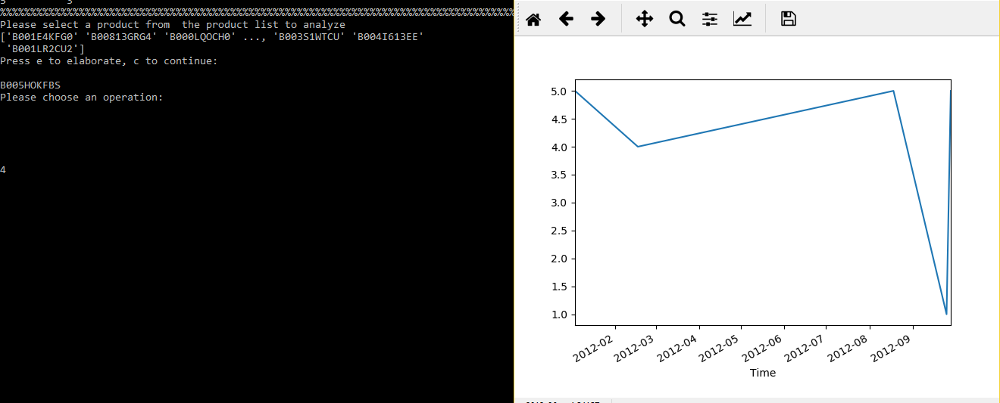 5 3
%%%%%%%%%%%%%%%%%%%%%%%%%%%%%%%%%%%%%%%%%%%%%%%%%%%%%%%%%%%%%%%%%%%%%%%%%%%%%%%%%%%%%%%
Please select a product from  the product list to analyze
['B001E4KFG0' 'B00813GRG4' 'B000LQOCH0' ..., 'B003S1WTCU' 'B004I613EE'
 'B001LR2CU2']
Press e to elaborate, c to continue:
B005HOKFBS
Please choose an operation:
4
5.0
4.5
4.0
3.5
3.0
2.5
2.0
1.5
1.0
2012-02
2012-03
2012-04
2012-05
2012-06
2012-07
2012-08
2012-09
Time